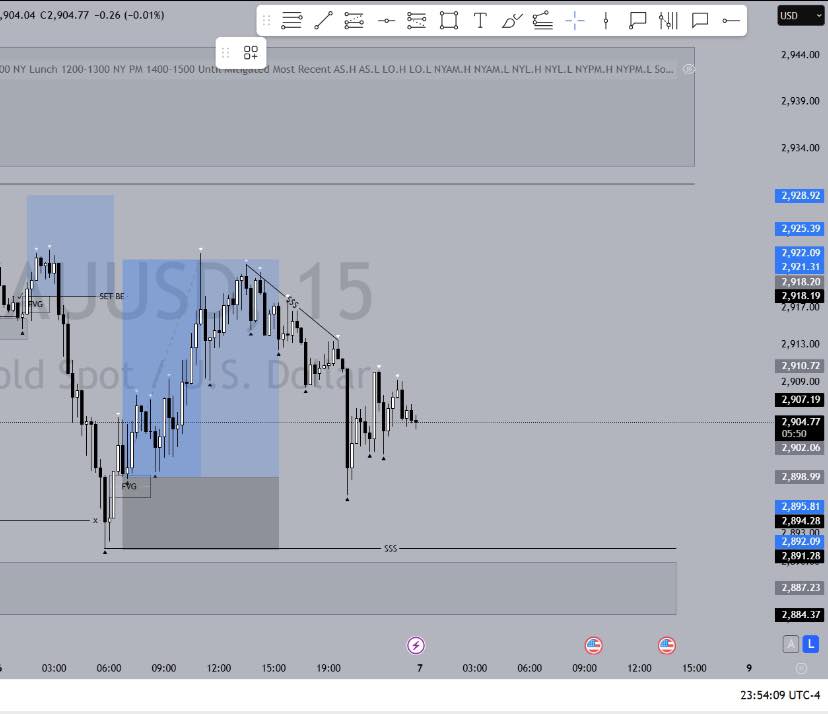 ,904.04 C2,904.77 −0.26 (−0.01%)
USD
00 NY Lunch 1200-1300 NY PM 1400-1500 Until Mitigated Most Recent AS.H AS.L LO.H LO.L NYAM.H NYAM.L NYL.H NYL.L NYPM.H NYPM.L So...
2,944.00
2,939.00
2,934.00
2,928.92
2,925.39
2,922.09
2,921.31
2,918.20
2,918.19
2,917.00
2,913.00
2,910.72
2,909.00
2,907.19
2,904.77
05:50
2,902.06
2,898.99
2,895.81
2,894.28
2,893.00
2,892.09
2,891.28
2,887.23
2,884.37
AUUSD 15
old Spot / U.S. Dollar
FVG
SET BE
SSS
FVG
x
SSS
A L
03:00 06:00 09:00 12:00 15:00 19:00 7 03:00 06:00 09:00 12:00 15:00 9
23:54:09 UTC-4